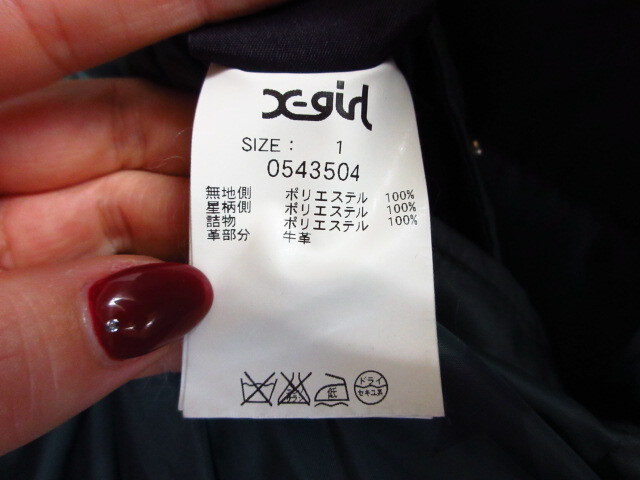 X-girl
SIZE : 1
0543504
無地側 ポリエステル 100%
星柄側 ポリエステル 100%
詰物 ポリエステル 100%
革部分 牛革
低 ドライ
セキユ系